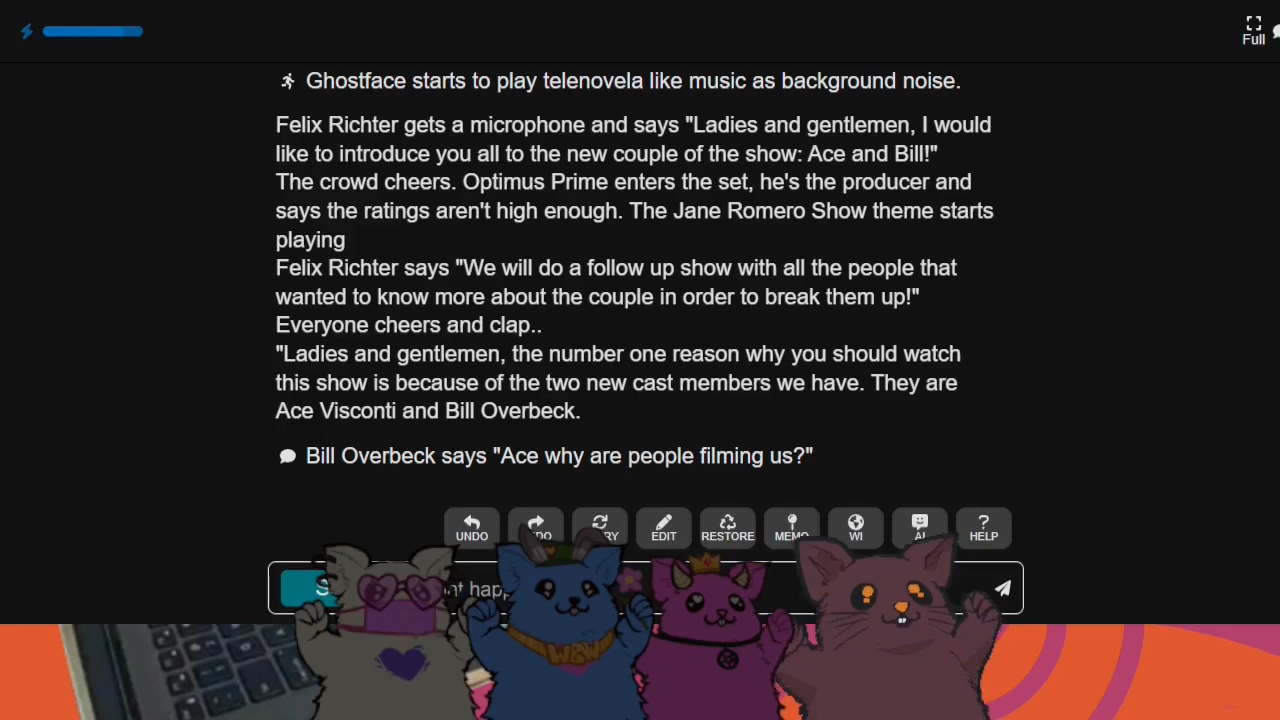 Full
Ghostface starts to play telenovela like music as background noise.
Felix Richter gets a microphone and says "Ladies and gentlemen, I would
like to introduce you all to the new couple of the show: Ace and Bill!"
The crowd cheers. Optimus Prime enters the set, he's the producer and
says the ratings aren't high enough. The Jane Romero Show theme starts
playing
Felix Richter says "We will do a follow up show with all the people that
wanted to know more about the couple in order to break them up!"
Everyone cheers and clap..
"Ladies and gentlemen, the number one reason why you should watch
this show is because of the two new cast members we have. They are
Ace Visconti and Bill Overbeck.
Bill Overbeck says "Ace why are people filming us?"
UNDO EDIT RESTORE MEMO WI AI HELP
WBW